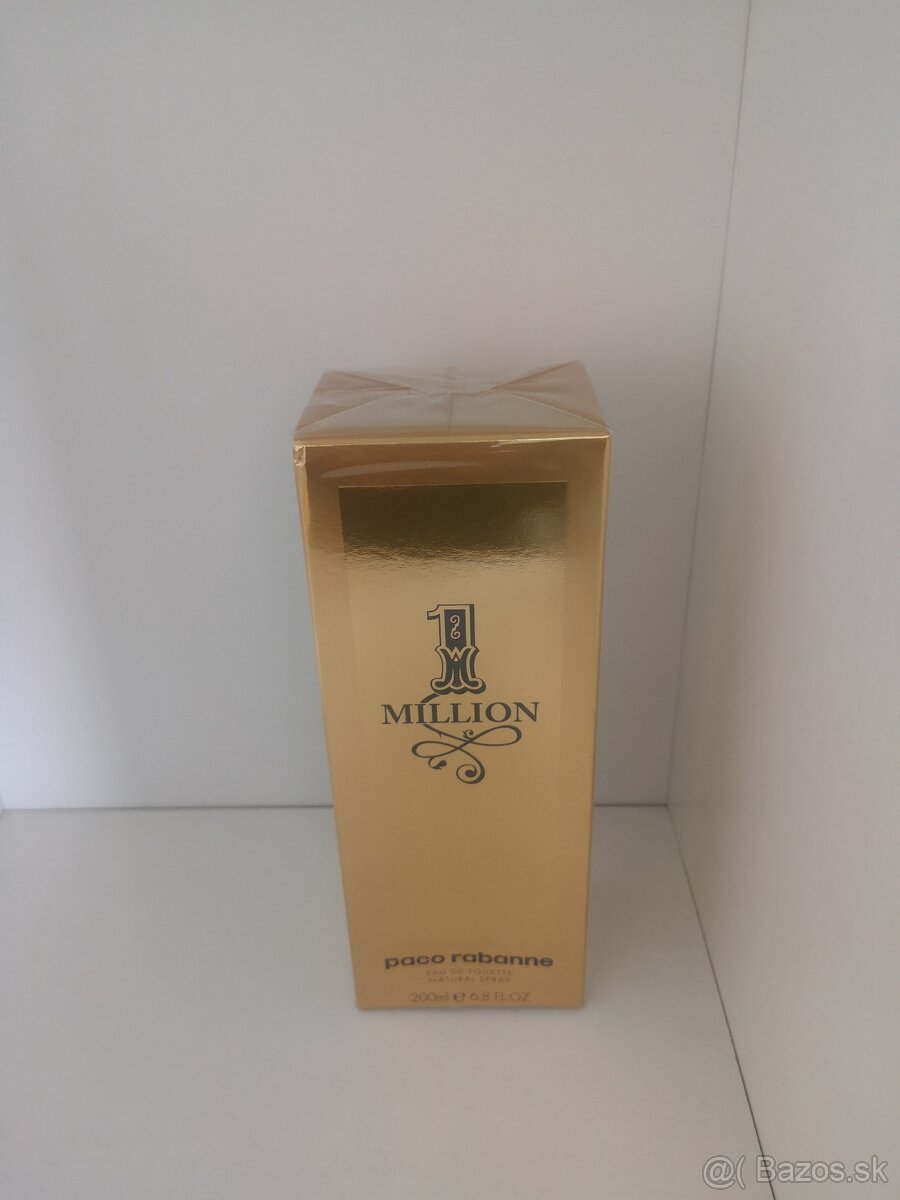 1
MILLION
paco rabanne
EAU DE TOILETTE
NATURAL SPRAY
200ml e 6.8 FL OZ
@( Bazos.sk